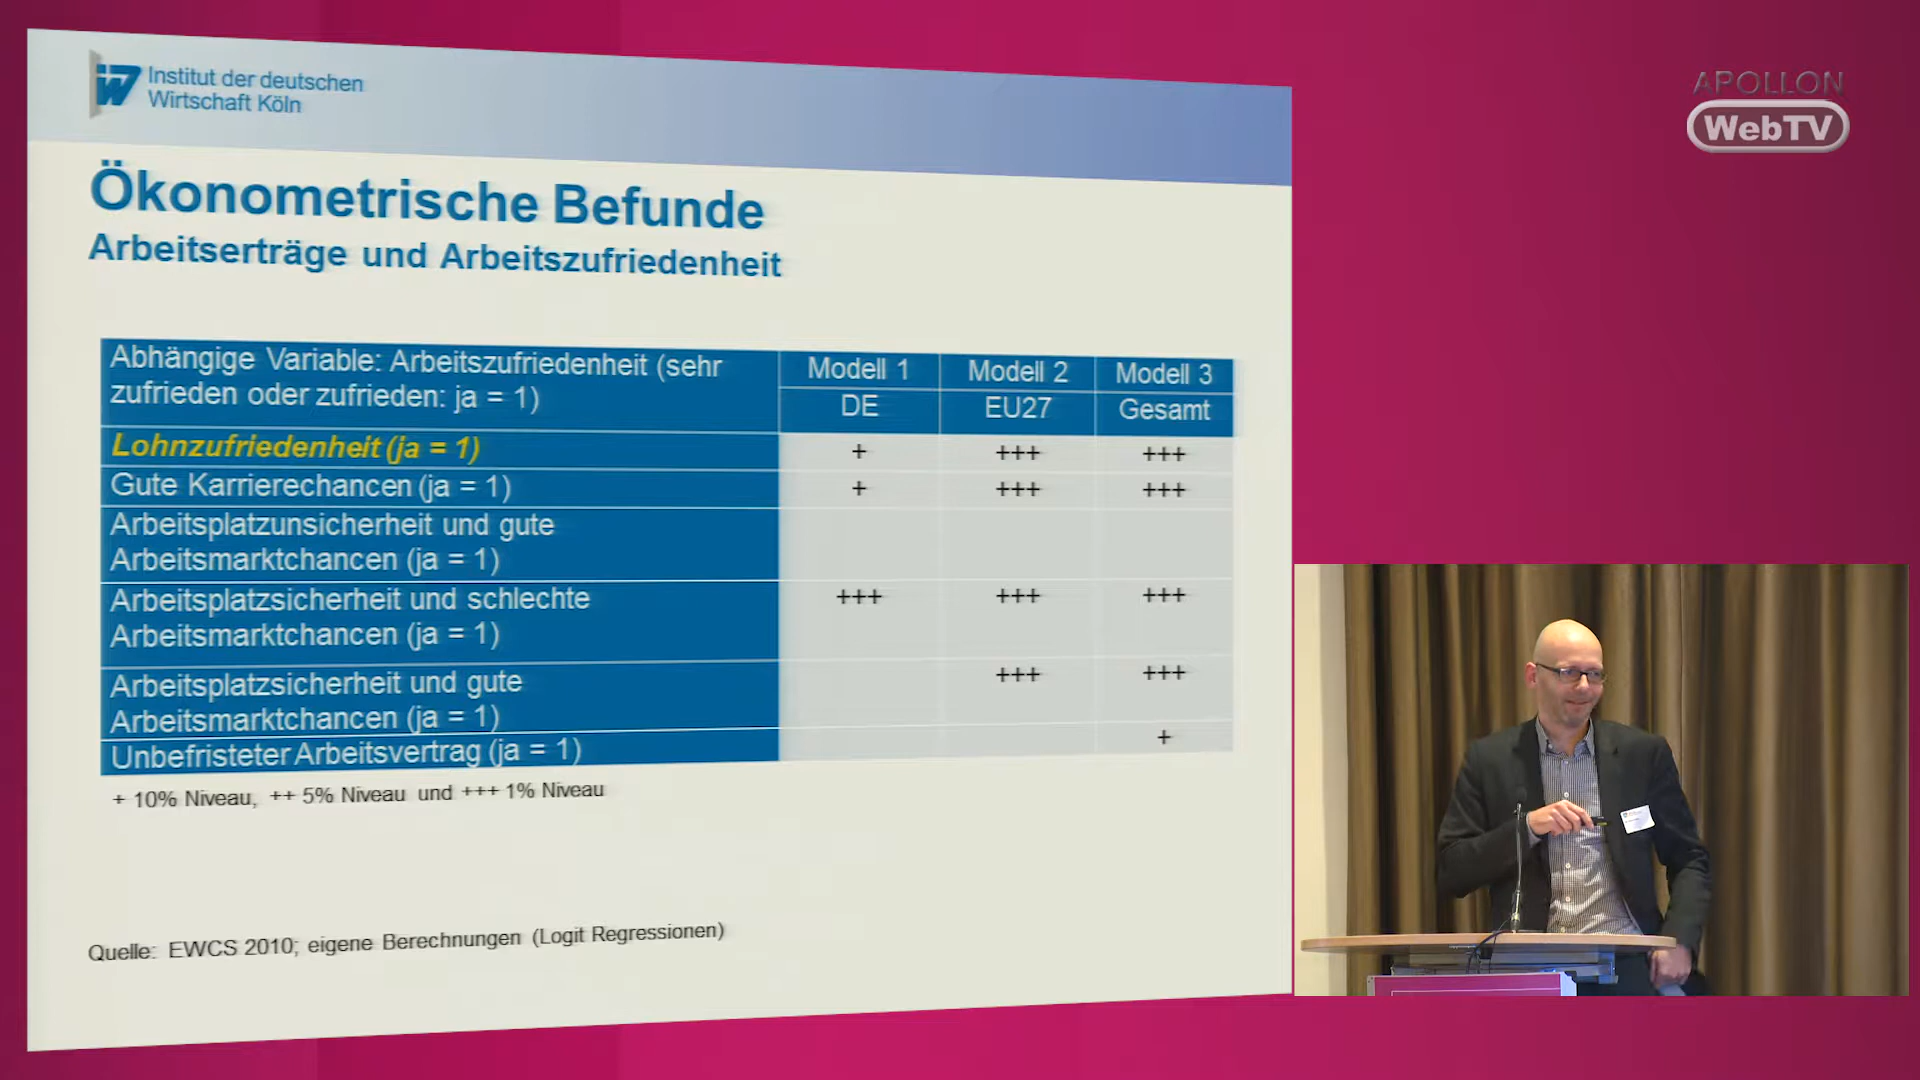 Institut der deutschen
Wirtschaft Köln
APOLLON
WebTV
Ökonometrische Befunde
Arbeitserträge und Arbeitszufriedenheit
Abhängige Variable: Arbeitszufriedenheit (sehr
zufrieden oder zufrieden: ja = 1)
Modell 1
Modell 2
Modell 3
DE
EU27
Gesamt
Lohnzufriedenheit (ja = 1)
+
+++
+++
Gute Karrierechancen (ja = 1)
+
+++
+++
Arbeitsplatzunsicherheit und gute
Arbeitsmarktchancen (ja = 1)
Arbeitsplatzsicherheit und schlechte
Arbeitsmarktchancen (ja = 1)
+++
+++
+++
Arbeitsplatzsicherheit und gute
Arbeitsmarktchancen (ja = 1)
+++
+++
Unbefristeter Arbeitsvertrag (ja = 1)
+
+ 10% Niveau, ++ 5% Niveau und +++ 1% Niveau
Quelle: EWCS 2010; eigene Berechnungen (Logit Regressionen)